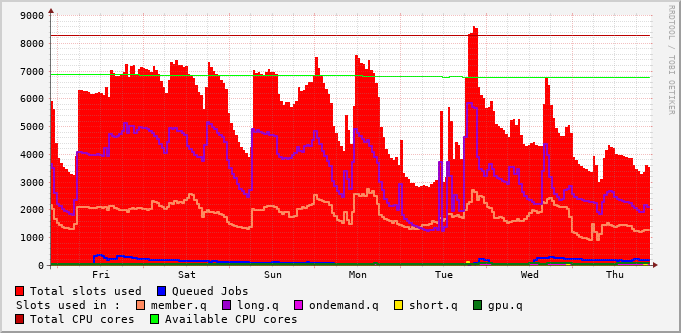 9000
8000
7000
6000
5000
4000
3000
2000
1000
0
Fri Sat Sun Mon Tue Wed Thu
Total slots used Queued Jobs
Slots used in : member.q long.q ondemand.q short.q gpu.q
Total CPU cores Available CPU cores
RRDTOOL / TOBI OETIKER